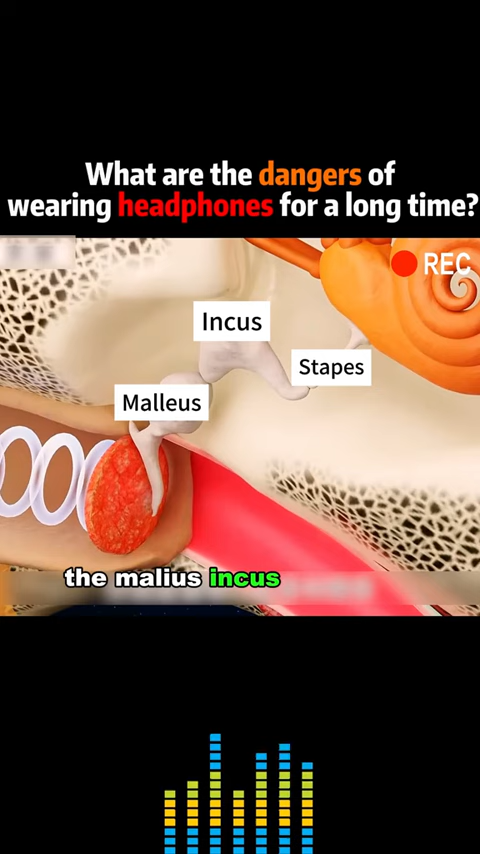 What are the dangers of
wearing headphones for a long time?
REC
Incus
Stapes
Malleus
the malius incus